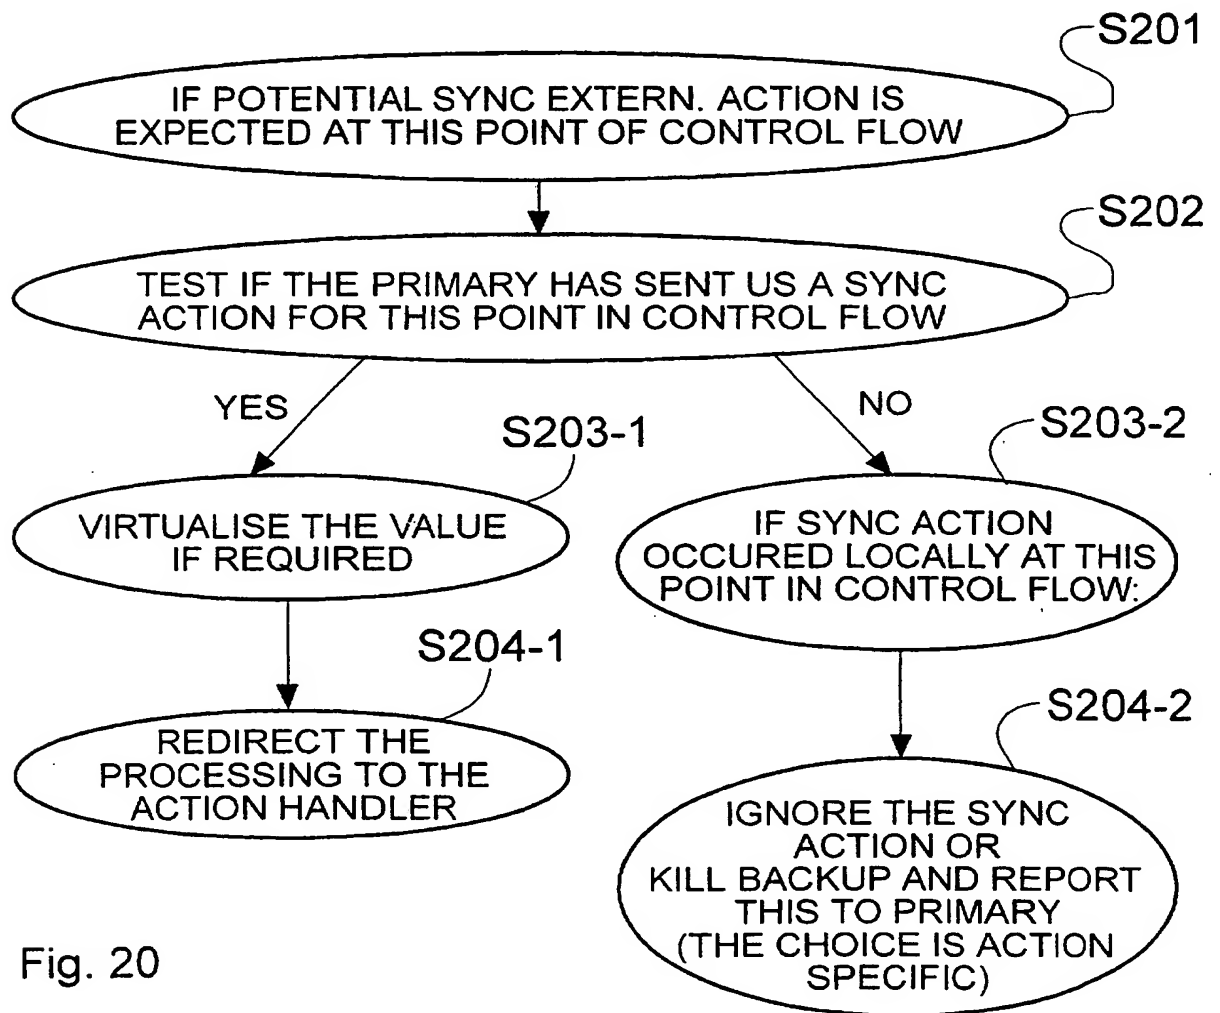 S201
IF POTENTIAL SYNC EXTERN. ACTION IS
EXPECTED AT THIS POINT OF CONTROL FLOW
S202
TEST IF THE PRIMARY HAS SENT US A SYNC
ACTION FOR THIS POINT IN CONTROL FLOW
YES
NO
S203-1
S203-2
VIRTUALISE THE VALUE
IF REQUIRED
IF SYNC ACTION
OCCURED LOCALLY AT THIS
POINT IN CONTROL FLOW:
S204-1
S204-2
REDIRECT THE
PROCESSING TO THE
ACTION HANDLER
IGNORE THE SYNC
ACTION OR
KILL BACKUP AND REPORT
THIS TO PRIMARY
(THE CHOICE IS ACTION
SPECIFIC)
Fig. 20